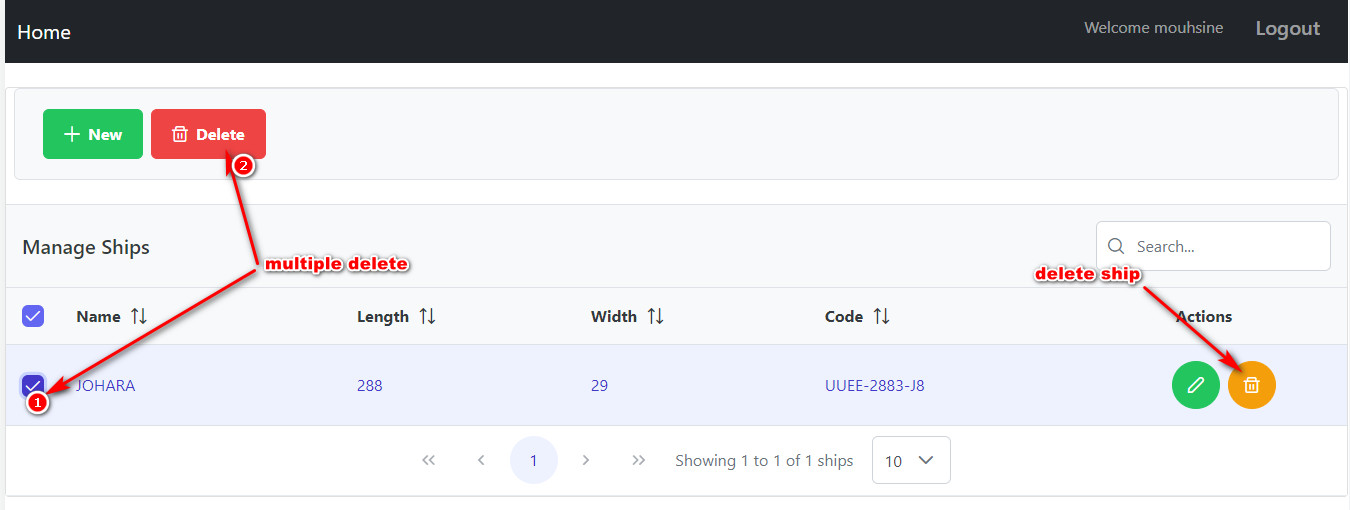 Home
Welcome mouhsine
Logout
New
Delete
2
Manage Ships
Search...
multiple delete
delete ship
Name
Length
Width
Code
Actions
1
JOHARA
288
29
UUEE-2883-J8
1
Showing 1 to 1 of 1 ships
10